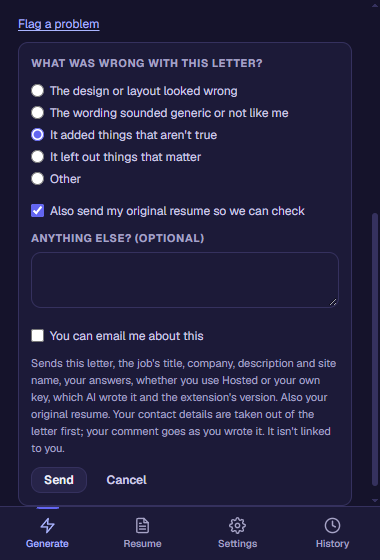 Flag a problem
WHAT WAS WRONG WITH THIS LETTER?
The design or layout looked wrong
The wording sounded generic or not like me
It added things that aren't true
It left out things that matter
Other
Also send my original resume so we can check
ANYTHING ELSE? (OPTIONAL)
You can email me about this
Sends this letter, the job's title, company, description and site
name, your answers, whether you use Hosted or your own
key, which AI wrote it and the extension's version. Also your
original resume. Your contact details are taken out of the
letter first; your comment goes as you wrote it. It isn't linked
to you.
Send Cancel
Generate Resume Settings History